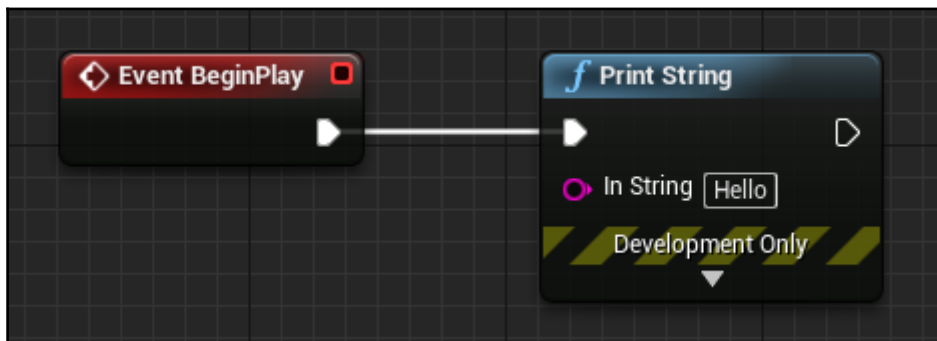 Event BeginPlay
Print String
In String Hello
Development Only